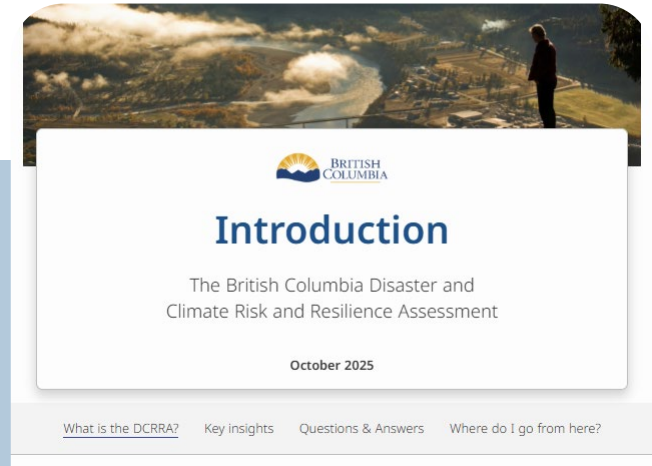 BRITISH
COLUMBIA
Introduction
The British Columbia Disaster and
Climate Risk and Resilience Assessment
October 2025
What is the DCRRA? Key insights Questions & Answers Where do I go from here?